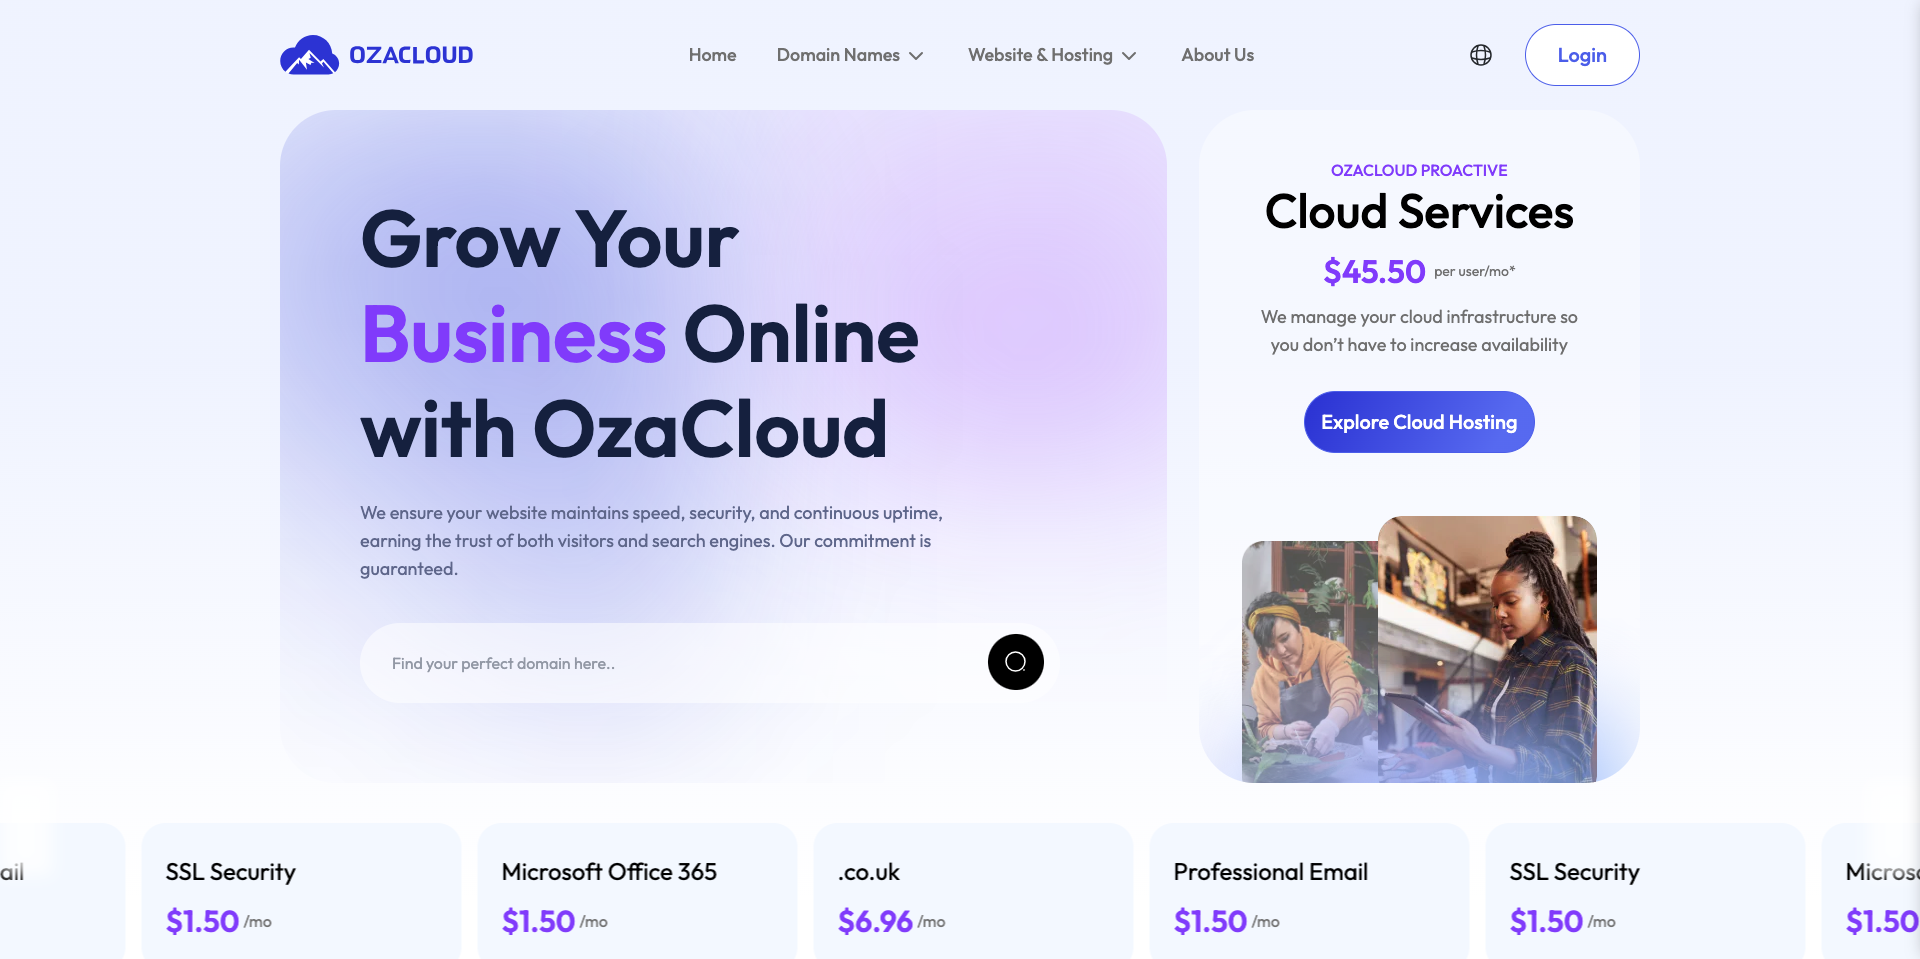 OZACLOUD
Home
Domain Names
Website & Hosting
About Us
Login
Grow Your
Business Online
with OzaCloud
We ensure your website maintains speed, security, and continuous uptime,
earning the trust of both visitors and search engines. Our commitment is
guaranteed.
Find your perfect domain here..
OZACLOUD PROACTIVE
Cloud Services
$45.50 per user/mo*
We manage your cloud infrastructure so
you don’t have to increase availability
Explore Cloud Hosting
ail
SSL Security
$1.50 /mo
Microsoft Office 365
$1.50 /mo
.co.uk
$6.96 /mo
Professional Email
$1.50 /mo
SSL Security
$1.50 /mo
Microso
$1.50